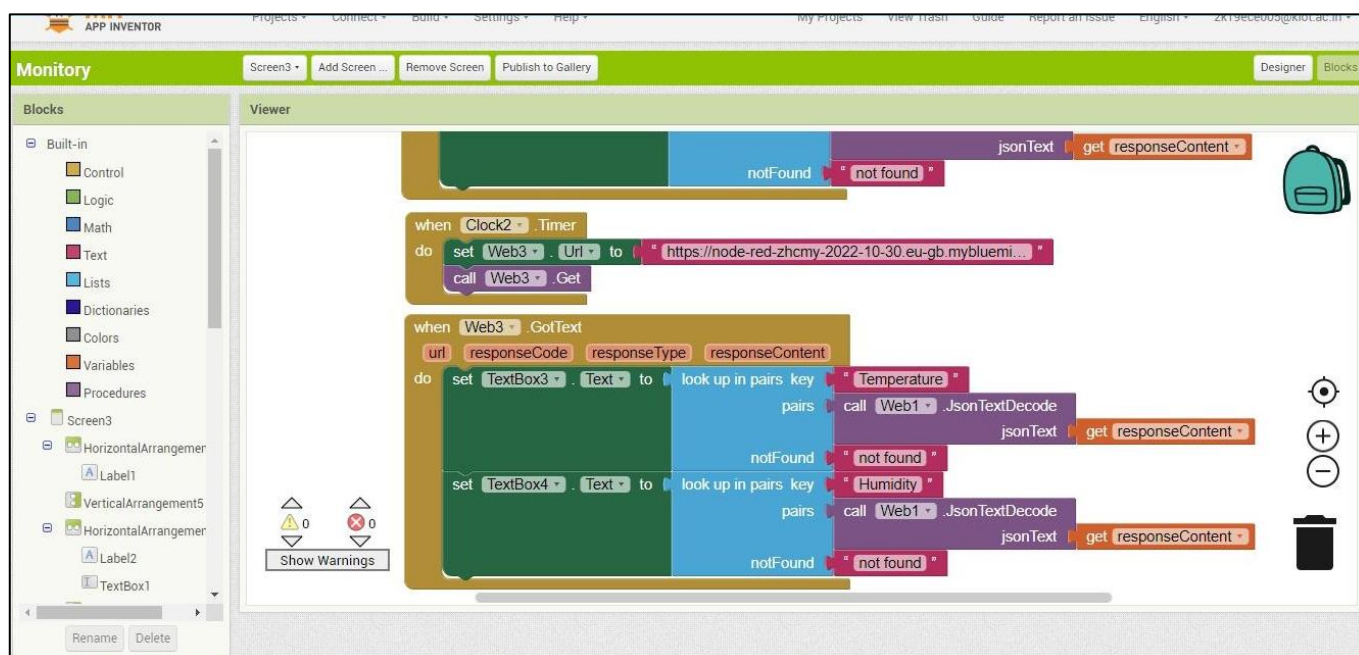 APP INVENTOR
Projects Connect Build Settings Help My Projects View Trash Guide Report an Issue English
Monitory Screen3 Add Screen ... Remove Screen Publish to Gallery Designer Blocks
Blocks Viewer
Built-in
Control
Logic
Math
Text
Lists
Dictionaries
Colors
Variables
Procedures
Screen3
HorizontalArrangemer
Label1
VerticalArrangement5
HorizontalArrangemer
Label2
TextBox1
Rename Delete
jsonText get responseContent
notFound " not found "
when Clock2 .Timer
do set Web3 . Url to " https://node-red-zhcmy-2022-10-30.eu-gb.mybluemi... "
call Web3 .Get
when Web3 .GotText
url responseCode responseType responseContent
do set TextBox3 . Text to look up in pairs key " Temperature "
pairs call Web1 .JsonTextDecode
jsonText get responseContent
notFound " not found "
set TextBox4 . Text to look up in pairs key " Humidity "
pairs call Web1 .JsonTextDecode
jsonText get responseContent
notFound " not found "
0 0
Show Warnings